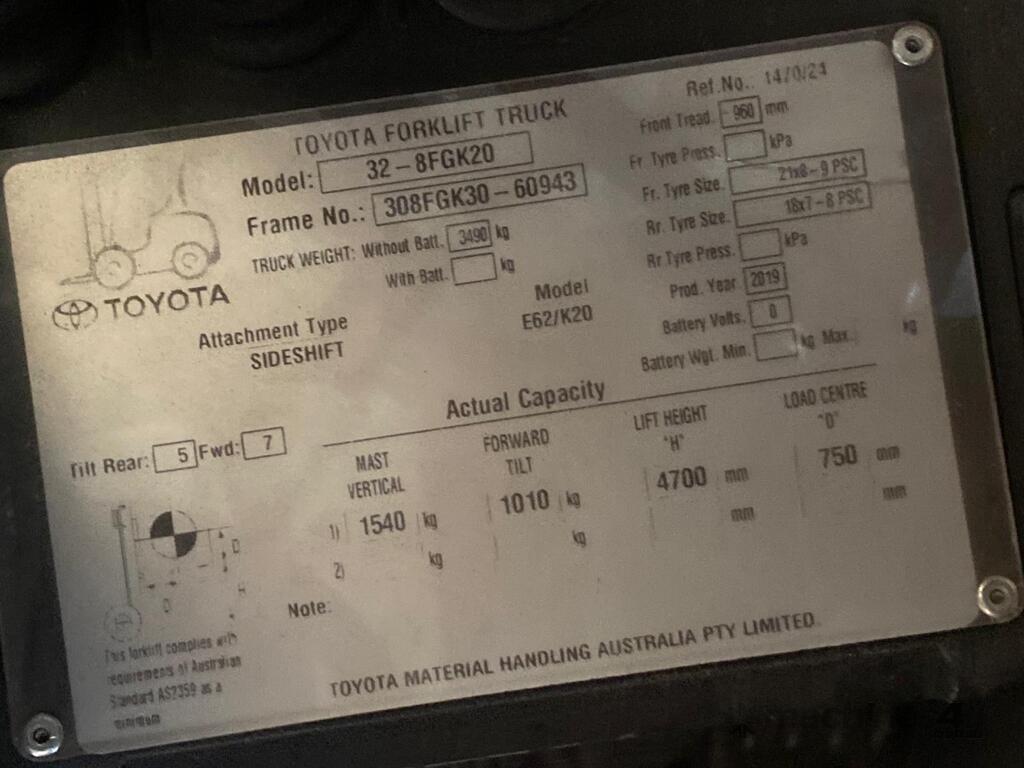 TOYOTA FORKLIFT TRUCK
Ref.No.. 14/0/24
Model: 32-8FGK20
Frame No.: 308FGK30-60943
TRUCK WEIGHT: Without Batt. 3490 kg
With Batt. kg
TOYOTA
Attachment Type
SIDESHIFT
Model
E62/K20
Front Tread. 960 mm
Fr Tyre Press. kPa
Fr. Tyre Size. 21x8-9 PSC
Rr. Tyre Size. 18x7-8 PSC
Rr Tyre Press. kPa
Prod. Year 2019
Battery Volts. 0
Battery Wgt. Min. kg Max. kg
Actual Capacity
Tilt Rear: 5 Fwd: 7
MAST VERTICAL
FORWARD TILT
LIFT HEIGHT "H"
LOAD CENTRE "D"
1) 1540 kg 1010 kg 4700 mm 750 mm
2) kg kg mm mm
D
H
D
Note:
This forklift complies with
requirements of Australian
Standard AS2359 as a
minimum
TOYOTA MATERIAL HANDLING AUSTRALIA PTY LIMITED.